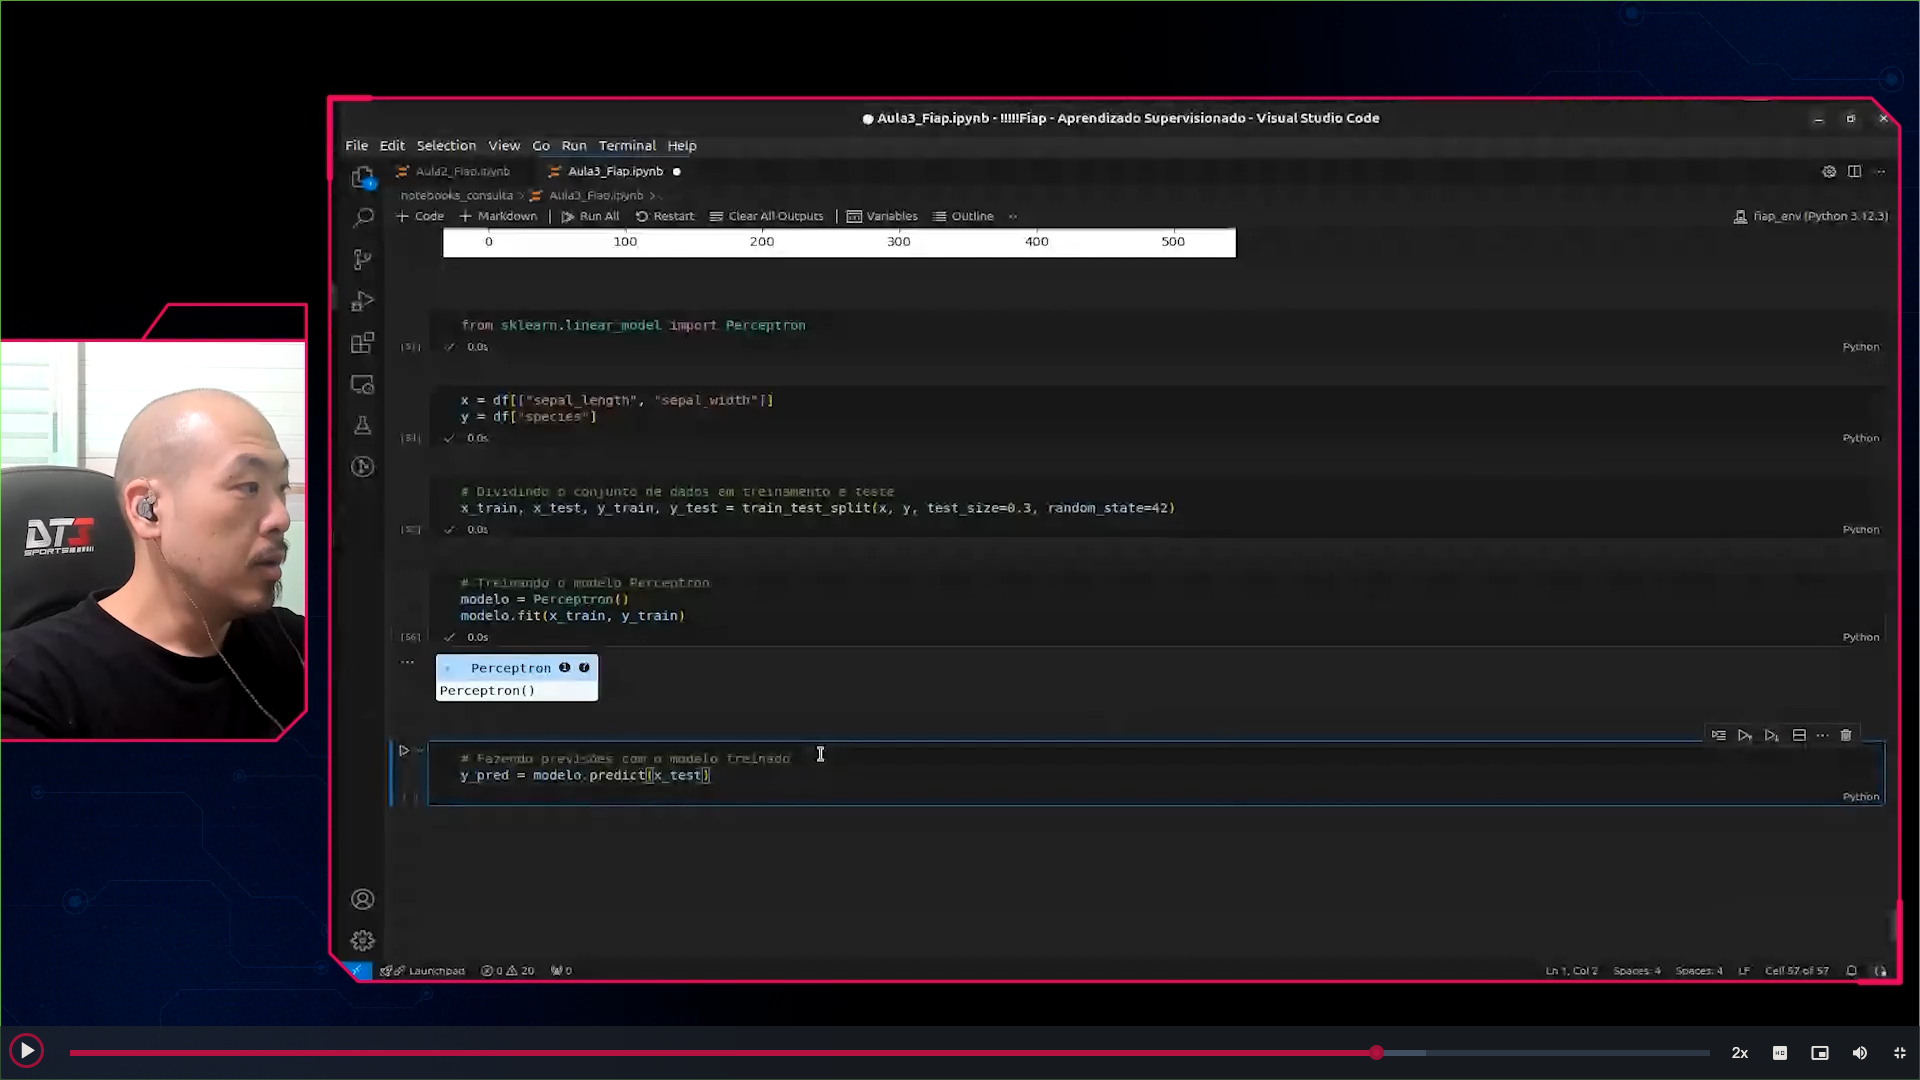 Aula3_Fiap.ipynb - !!!!!Fiap - Aprendizado Supervisionado - Visual Studio Code
File Edit Selection View Go Run Terminal Help
Aula2_Fiap.ipynb
Aula3_Fiap.ipynb
notebooks_consulta > Aula3_Fiap.ipynb >
+ Code + Markdown Run All Restart Clear All Outputs Variables Outline ...
fiap_env (Python 3.12.3)
0 100 200 300 400 500
from sklearn.linear_model import Perceptron
0.0s
Python
x = df[["sepal_length", "sepal_width"]]
y = df["species"]
0.0s
Python
# Dividindo o conjunto de dados em treinamento e teste
x_train, x_test, y_train, y_test = train_test_split(x, y, test_size=0.3, random_state=42)
0.0s
Python
# Treinando o modelo Perceptron
modelo = Perceptron()
modelo.fit(x_train, y_train)
[56] 0.0s
Python
Perceptron
Perceptron()
# Fazendo previsões com o modelo treinado
y_pred = modelo.predict(x_test)
Python
DT3
SPORTS
Launchpad 0 20 0
Ln 1, Col 2 Spaces: 4 Spaces: 4 LF Cell 57 of 57
2x